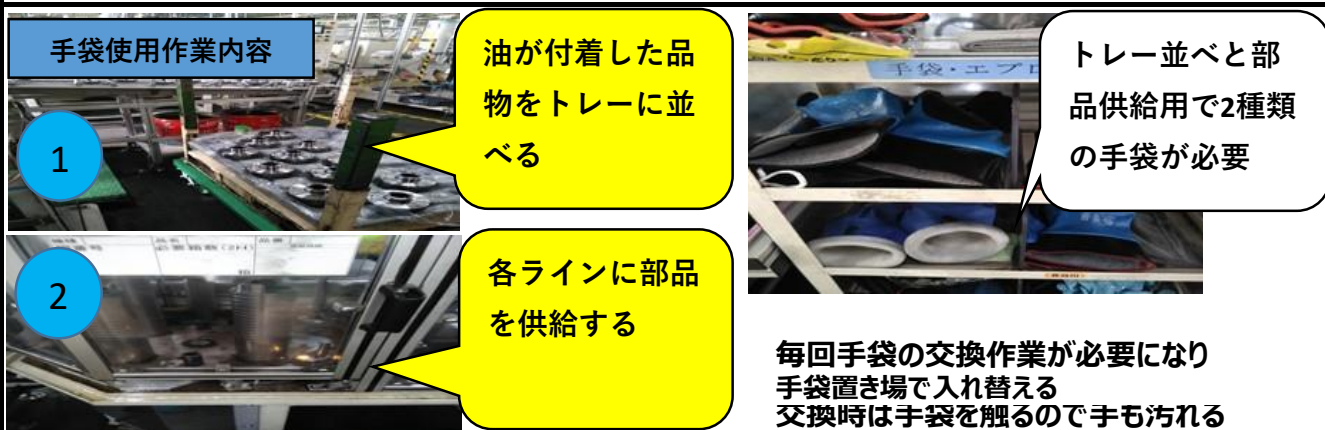 手袋使用作業内容
1
油が付着した品
物をトレーに並
べる
2
各ラインに部品
を供給する
手袋・エプロ
トレー並べと部
品供給用で2種類
の手袋が必要
毎回手袋の交換作業が必要になり
手袋置き場で入れ替える
交換時は手袋を触るので手も汚れる